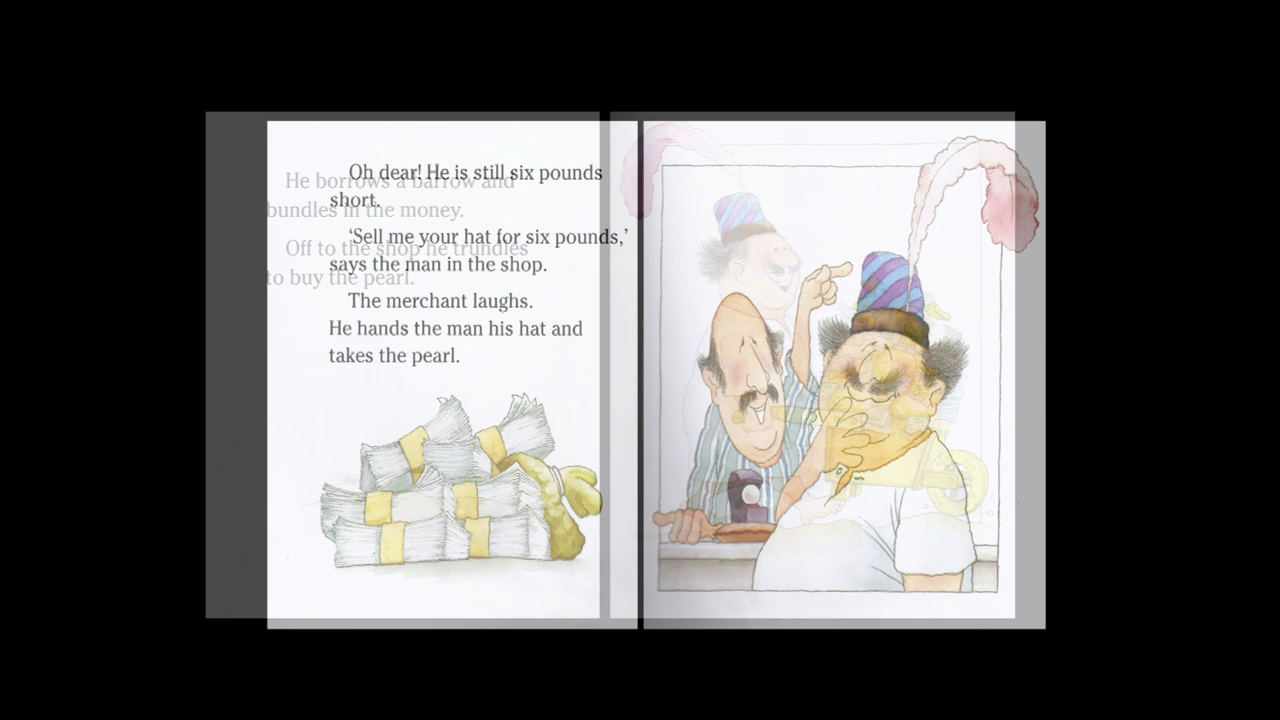 Oh dear! He is still six pounds
short.
‘Sell me your hat for six pounds,’
says the man in the shop.
The merchant laughs.
He hands the man his hat and
takes the pearl.
He borrows a barrow and
bundles in the money.
Off to the shop he trundles
to buy the pearl.